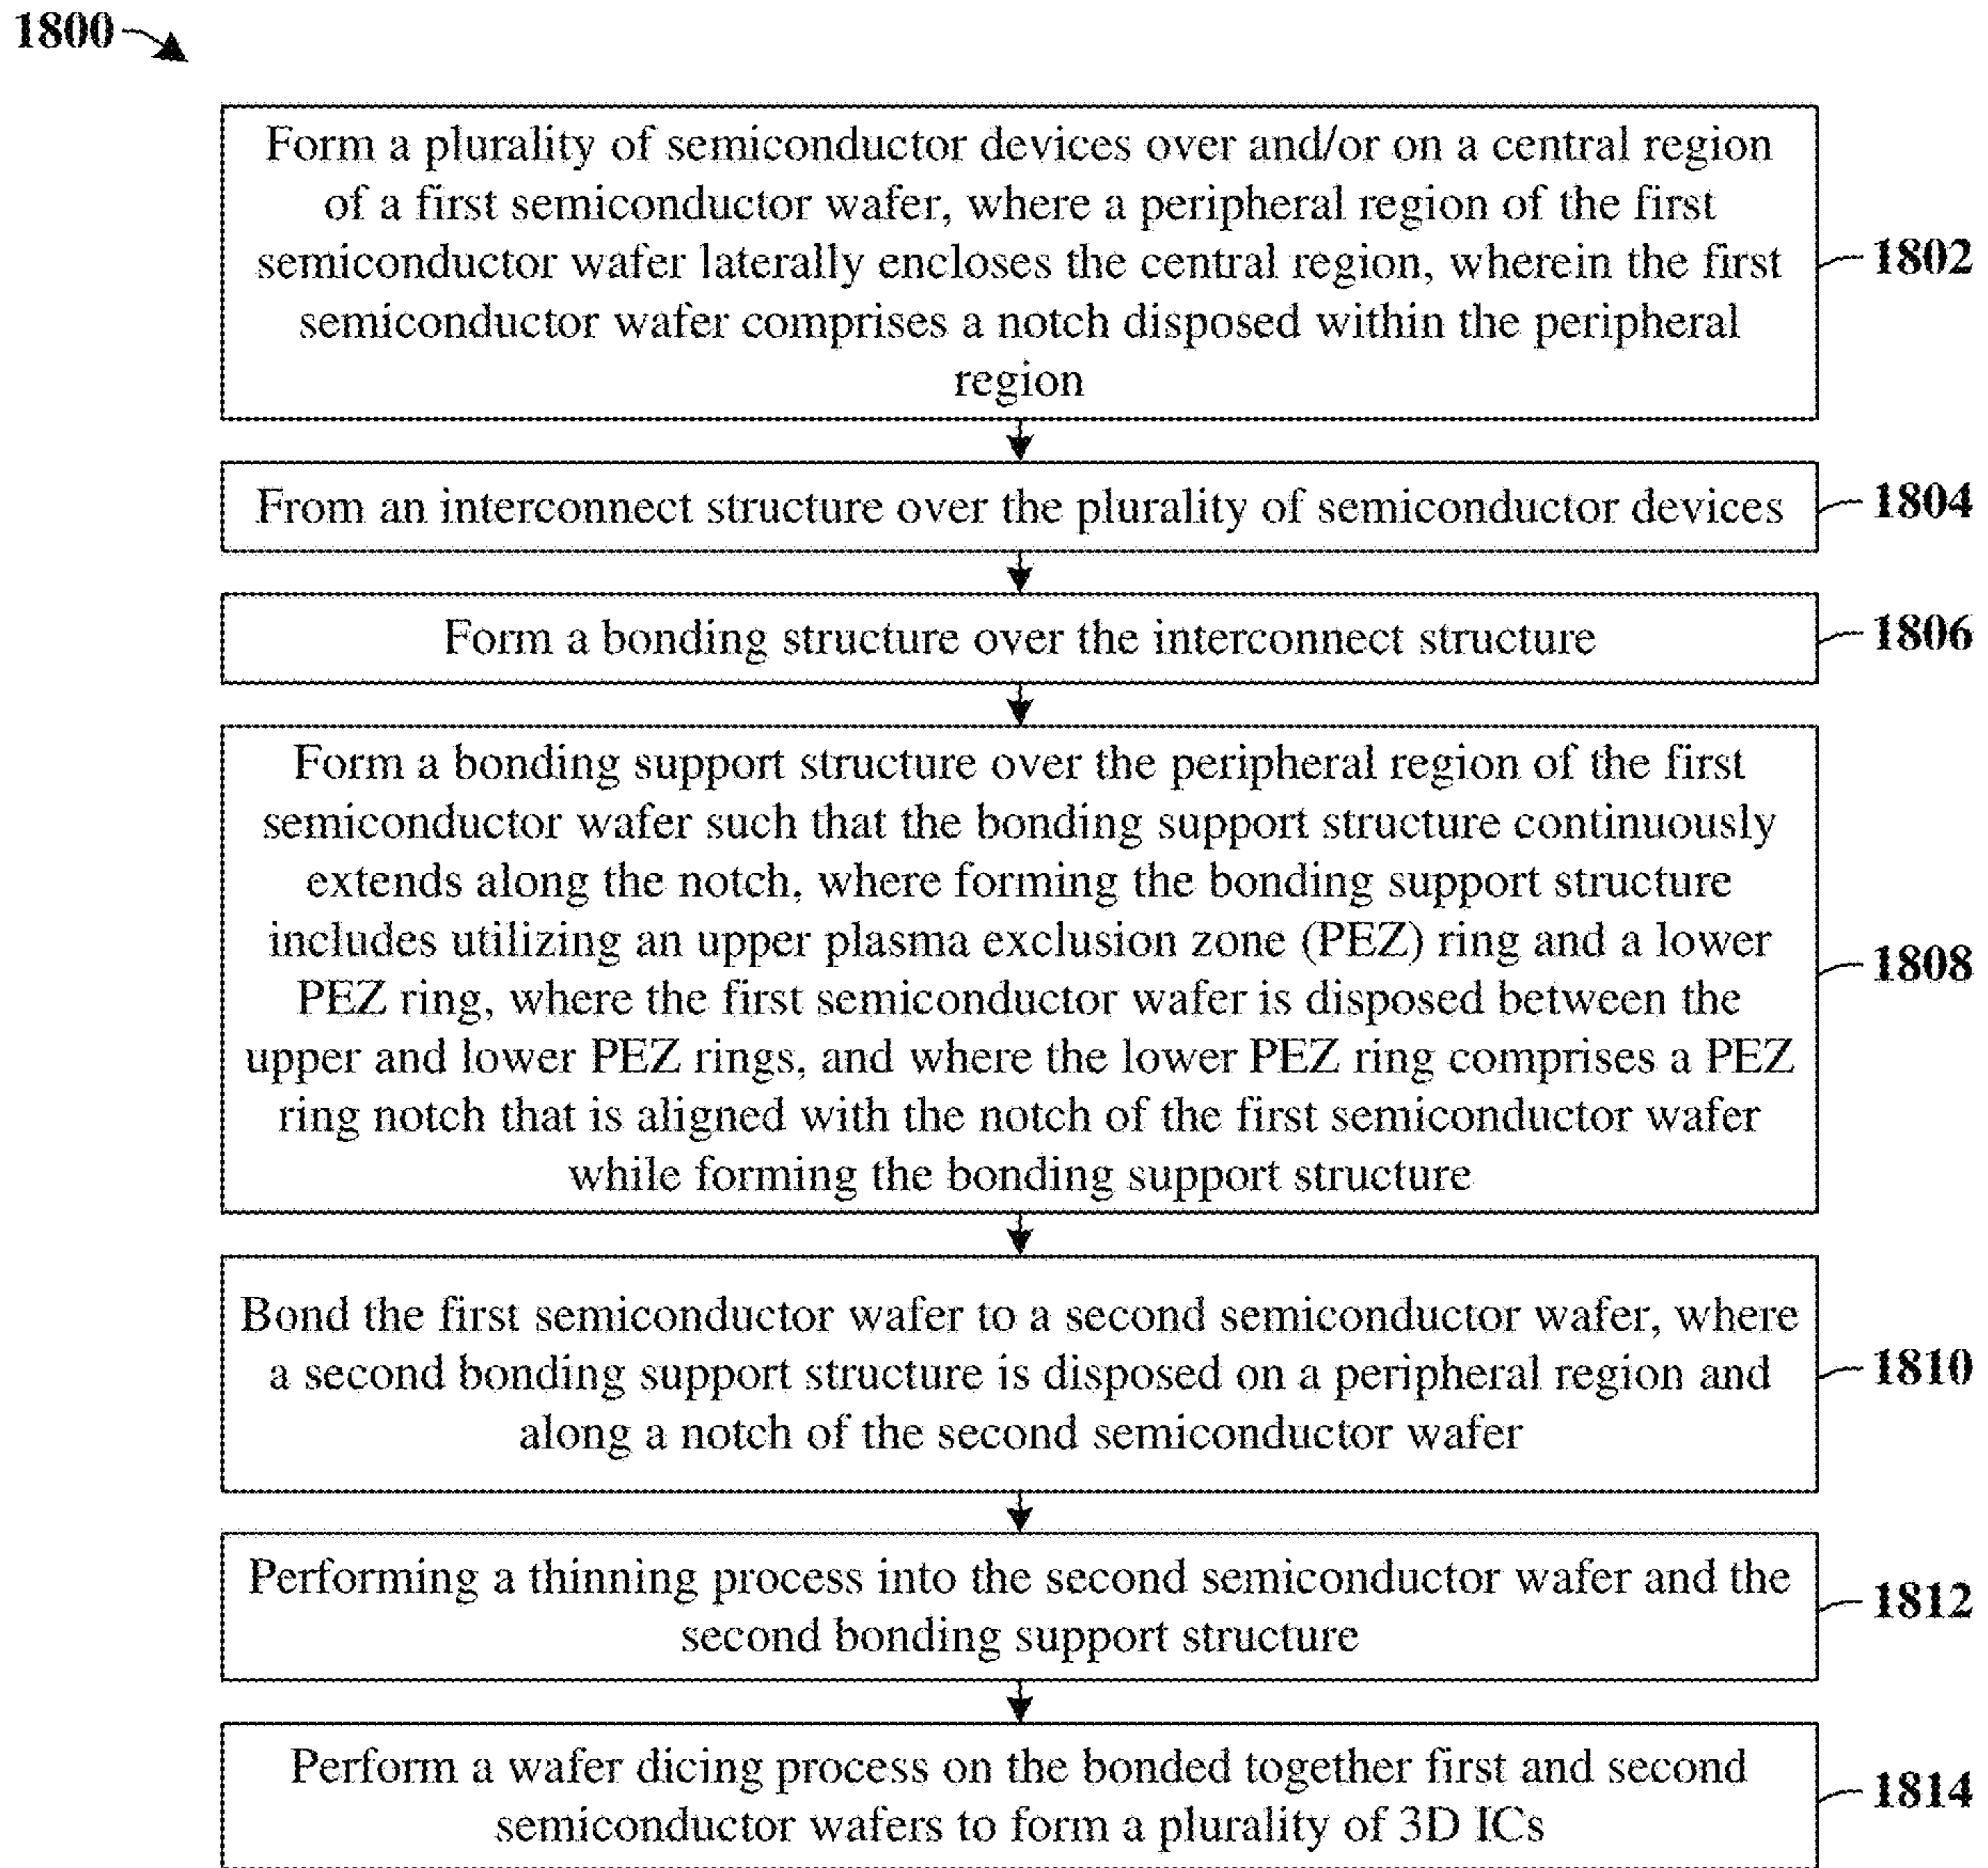 1800
Form a plurality of semiconductor devices over and/or on a central region
of a first semiconductor wafer, where a peripheral region of the first
semiconductor wafer laterally encloses the central region, wherein the first
semiconductor wafer comprises a notch disposed within the peripheral
region
1802
From an interconnect structure over the plurality of semiconductor devices
1804
Form a bonding structure over the interconnect structure
1806
Form a bonding support structure over the peripheral region of the first
semiconductor wafer such that the bonding support structure continuously
extends along the notch, where forming the bonding support structure
includes utilizing an upper plasma exclusion zone (PEZ) ring and a lower
PEZ ring, where the first semiconductor wafer is disposed between the
upper and lower PEZ rings, and where the lower PEZ ring comprises a PEZ
ring notch that is aligned with the notch of the first semiconductor wafer
while forming the bonding support structure
1808
Bond the first semiconductor wafer to a second semiconductor wafer, where
a second bonding support structure is disposed on a peripheral region and
along a notch of the second semiconductor wafer
1810
Performing a thinning process into the second semiconductor wafer and the
second bonding support structure
1812
Perform a wafer dicing process on the bonded together first and second
semiconductor wafers to form a plurality of 3D ICs
1814